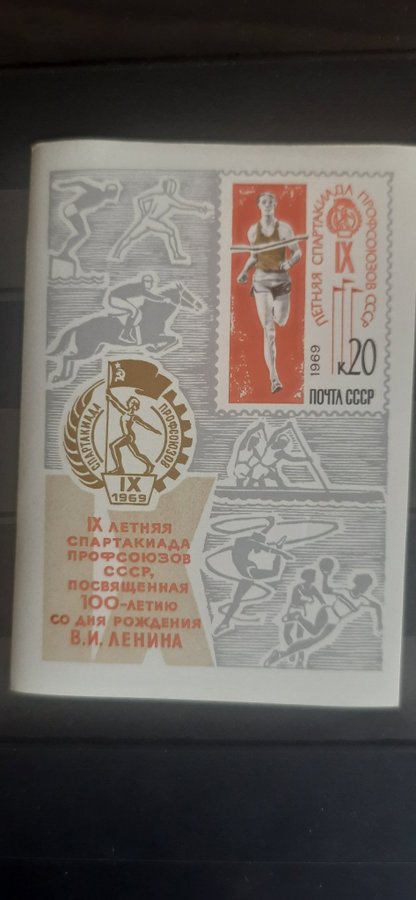 IX ЛЕТНЯЯ СПАРТАКИАДА ПРОФСОЮЗОВ СССР
IX
1969
к20
ПОЧТА СССР
СПАРТАКИАДА ПРОФСОЮЗОВ
IX
1969
IX ЛЕТНЯЯ
СПАРТАКИАДА
ПРОФСОЮЗОВ
СССР,
ПОСВЯЩЕННАЯ
100-ЛЕТИЮ
СО ДНЯ РОЖДЕНИЯ
В.И. ЛЕНИНА